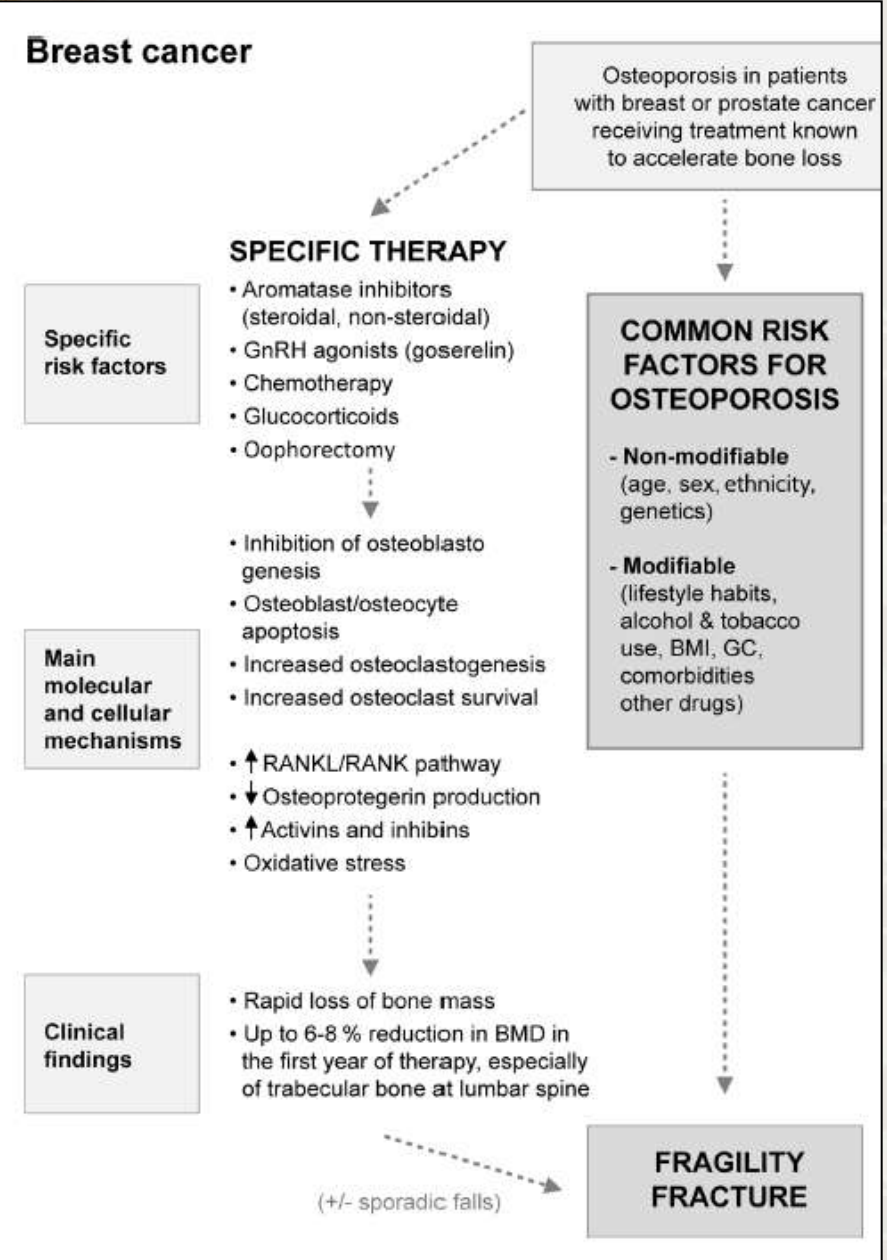 Breast cancer
Osteoporosis in patients
with breast or prostate cancer
receiving treatment known
to accelerate bone loss
SPECIFIC THERAPY
Specific
risk factors
• Aromatase inhibitors
(steroidal, non-steroidal)
• GnRH agonists (goserelin)
• Chemotherapy
• Glucocorticoids
• Oophorectomy
COMMON RISK
FACTORS FOR
OSTEOPOROSIS
- Non-modifiable
(age, sex, ethnicity,
genetics)
- Modifiable
(lifestyle habits,
alcohol & tobacco
use, BMI, GC,
comorbidities
other drugs)
Main
molecular
and cellular
mechanisms
• Inhibition of osteoblasto
genesis
• Osteoblast/osteocyte
apoptosis
• Increased osteoclastogenesis
• Increased osteoclast survival
• ↑ RANKL/RANK pathway
• ↓ Osteoprotegerin production
• ↑ Activins and inhibins
• Oxidative stress
Clinical
findings
• Rapid loss of bone mass
• Up to 6-8 % reduction in BMD in
the first year of therapy, especially
of trabecular bone at lumbar spine
(+/- sporadic falls)
FRAGILITY
FRACTURE